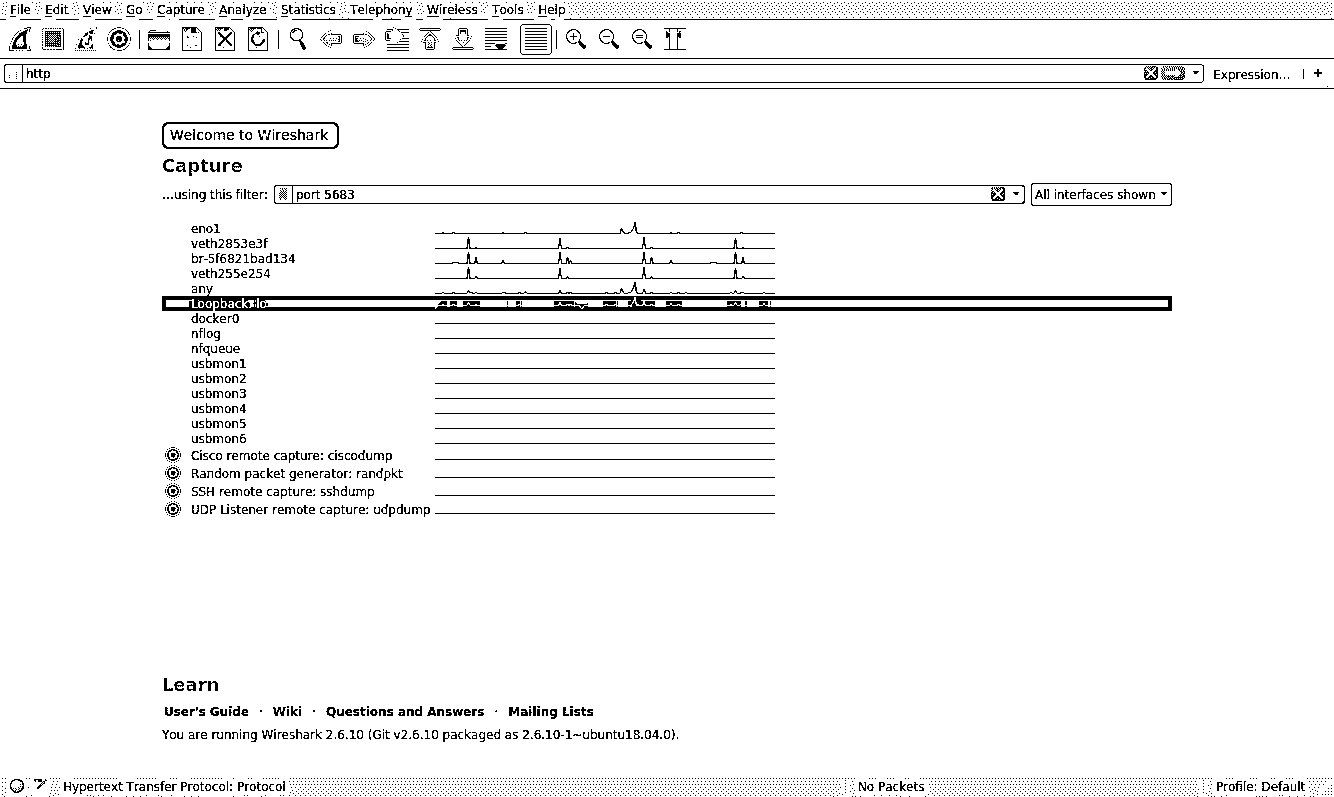 File Edit View Go Capture Analyze Statistics Telephony Wireless Tools Help
http Expression... +
Welcome to Wireshark
Capture
...using this filter: port 5683 All interfaces shown
eno1
veth2853e3f
br-5f6821bad134
veth255e254
any
Loopback: lo
docker0
nflog
nfqueue
usbmon1
usbmon2
usbmon3
usbmon4
usbmon5
usbmon6
Cisco remote capture: ciscodump
Random packet generator: randpkt
SSH remote capture: sshdump
UDP Listener remote capture: udpdump
Learn
User's Guide · Wiki · Questions and Answers · Mailing Lists
You are running Wireshark 2.6.10 (Git v2.6.10 packaged as 2.6.10-1~ubuntu18.04.0).
Hypertext Transfer Protocol: Protocol No Packets Profile: Default